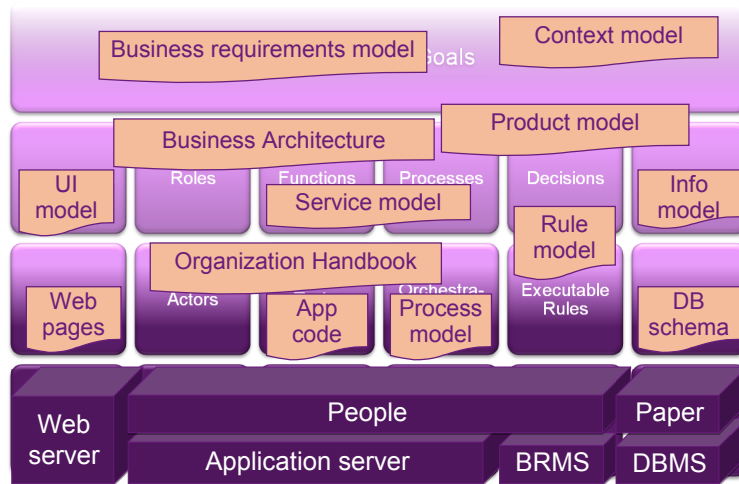 Business requirements model
Context model
Goals
Business Architecture
Product model
UI
model
Roles
Functions
Processes
Decisions
Info
model
Service model
Rule
model
Organization Handbook
Web
pages
Actors
App
code
Orchestra-
Process
model
Executable
Rules
DB
schema
Web
server
People
Paper
Application server
BRMS
DBMS